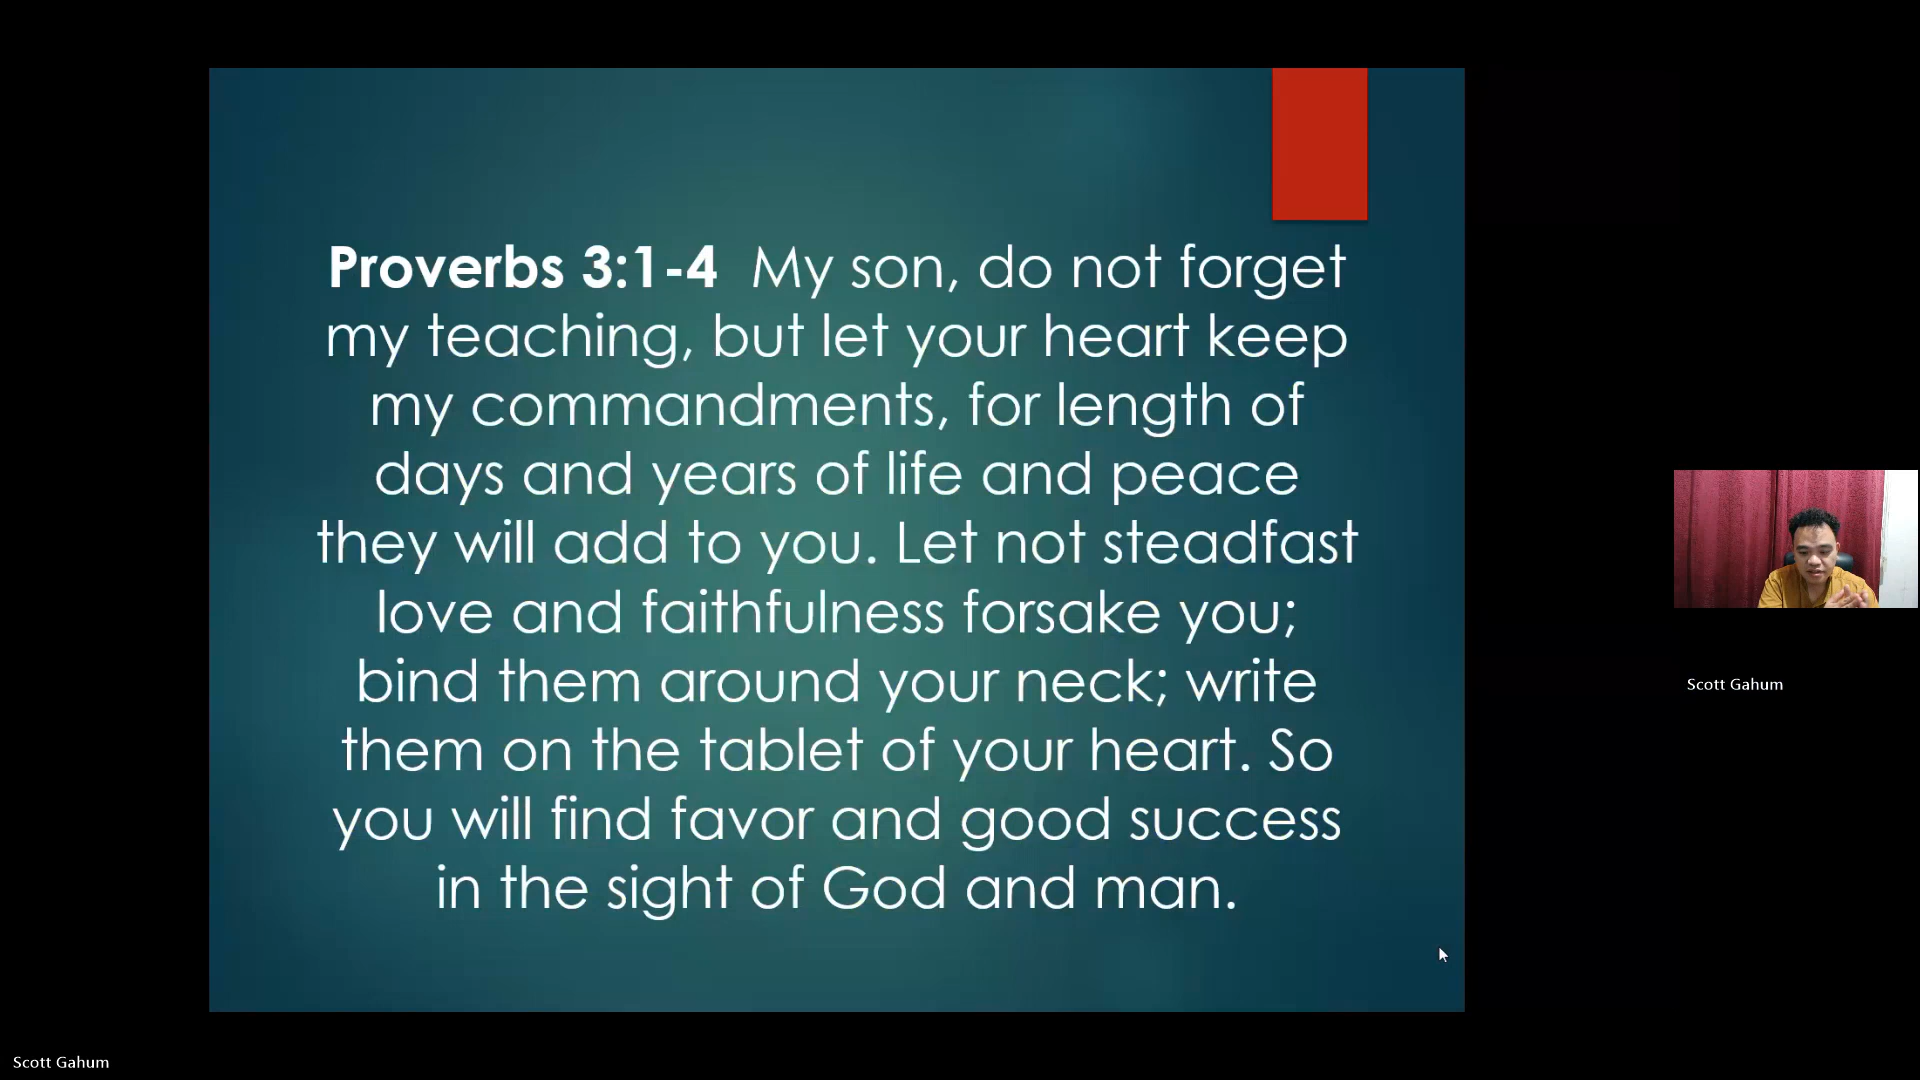 Proverbs 3:1-4 My son, do not forget
my teaching, but let your heart keep
my commandments, for length of
days and years of life and peace
they will add to you. Let not steadfast
love and faithfulness forsake you;
bind them around your neck; write
them on the tablet of your heart. So
you will find favor and good success
in the sight of God and man.
Scott Gahum
Scott Gahum